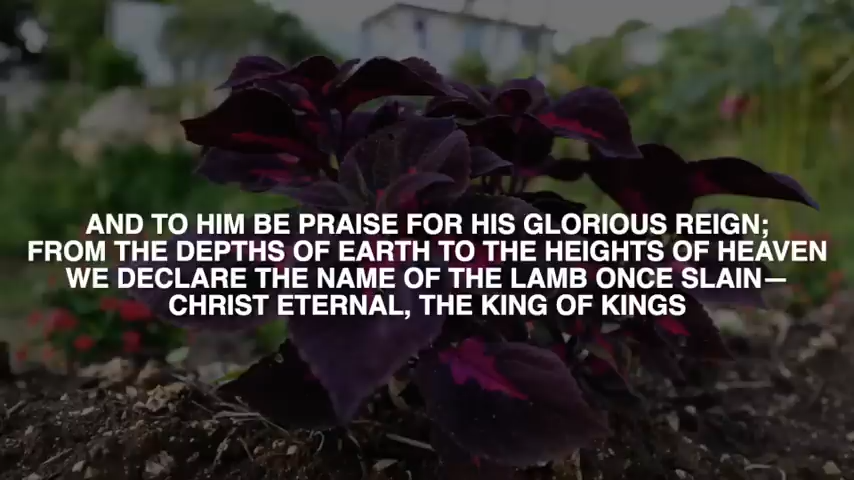 AND TO HIM BE PRAISE FOR HIS GLORIOUS REIGN;
FROM THE DEPTHS OF EARTH TO THE HEIGHTS OF HEAVEN
WE DECLARE THE NAME OF THE LAMB ONCE SLAIN—
CHRIST ETERNAL, THE KING OF KINGS